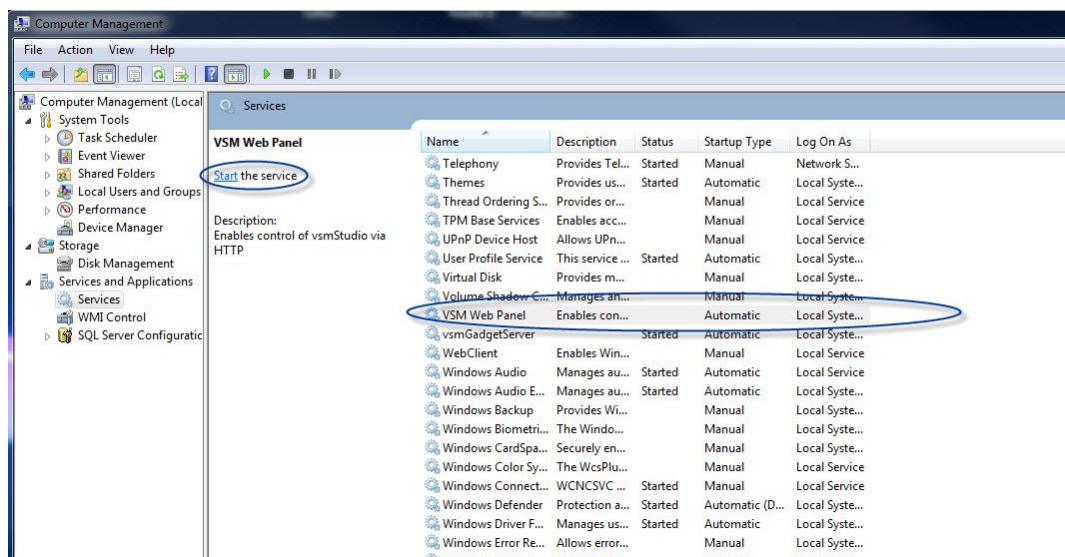 Computer Management
File Action View Help
Computer Management (Local
System Tools
Task Scheduler
Event Viewer
Shared Folders
Local Users and Groups
Performance
Device Manager
Storage
Disk Management
Services and Applications
Services
WMI Control
SQL Server Configuratic
Services
VSM Web Panel
Start the service
Description:
Enables control of vsmStudio via
HTTP
Name Description Status Startup Type Log On As
Telephony Provides Tel... Started Manual Network S...
Themes Provides us... Started Automatic Local Syste...
Thread Ordering S... Provides or... Manual Local Service
TPM Base Services Enables acc... Manual Local Service
UPnP Device Host Allows UPn... Manual Local Service
User Profile Service This service ... Started Automatic Local Syste...
Virtual Disk Provides m... Manual Local Syste...
Volume Shadow C... Manages an... Manual Local Syste...
VSM Web Panel Enables con... Automatic Local Syste...
vsmGadgetServer Started Automatic Local Syste...
WebClient Enables Win... Manual Local Service
Windows Audio Manages au... Started Automatic Local Service
Windows Audio E... Manages au... Started Automatic Local Syste...
Windows Backup Provides Wi... Manual Local Syste...
Windows Biometri... The Windo... Manual Local Syste...
Windows CardSpa... Securely en... Manual Local Syste...
Windows Color Sy... The WcsPlu... Manual Local Service
Windows Connect... WCNCSVC ... Started Manual Local Service
Windows Defender Protection a... Started Automatic (D... Local Syste...
Windows Driver F... Manages us... Started Automatic Local Syste...
Windows Error Re... Allows error... Manual Local Syste...